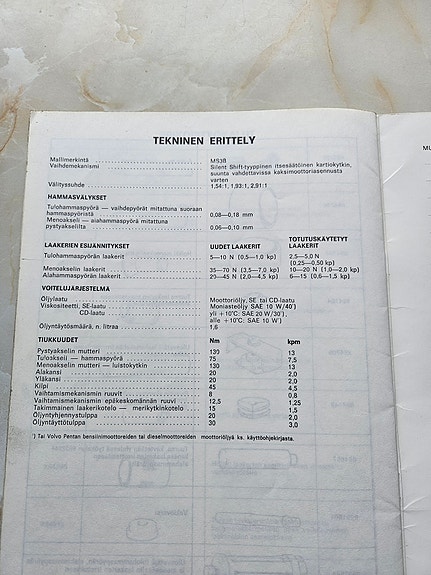 TEKNINEN ERITTELY
Mallimerkintä MS3B
Vaihdemekanismi Silent Shift-tyyppinen itsesäätöinen kartiokytkin,
suunta vahdettavissa kaksimoottoriasennusta
varten
Välityssuhde 1,54:1, 1,93:1, 2,91:1
HAMMASVÄLYKSET
Tulohammaspyörä — vaihdepyörät mitattuna suoraan
hammaspyöristä 0,08—0,18 mm
Menoakseli — alahammaspyörä mitattuna
pystyakselilta 0,06—0,10 mm
LAAKERIEN ESIJÄNNITYKSET UUDET LAAKERIT TOTUTUSKÄYTETYT
LAAKERIT
Tulohammaspyörän laakerit 5—10 N (0,5—1,0 kp) 2,5—5,0 N
(0,25—0,50 kp)
Menoakselin laakerit 35—70 N (3,5—7,0 kp) 10—20 N (1,0—2,0 kp)
Alahammaspyörän laakerit 20—45 N (2,0—4,5 kp) 6—15 (0,6—1,5 kp)
VOITELUJÄRJESTELMÄ
Öljylaatu Moottoriöljy, SE tai CD-laatu
Viskositeetti, SE-laatu Moniasteöljy SAE 10 W/40¹)
CD-laatu yli +10°C: SAE 20 W/30¹),
alle +10°C: SAE 10 W¹)
Öljyntäytösmäärä, n. litraa 1,6
TIUKKUUDET Nm kpm
Pystyakselin mutteri 130 13
Tuloakseli — hammaspyörä 75 7,5
Menoakselin mutteri — luistokytkin 130 13
Alakansi 20 2,0
Yläkansi 20 2,0
Kilpi 45 4,5
Vaihtamismekanismin ruuvit 8 0,8
Vaihtamismekanismin epäkeskomännän ruuvi 12,5 1,25
Takimmainen laakerikotelo — merikytkinkotelo 15 1,5
Öljyntyhjennystulppa 20 2,0
Öljyntäyttötulppa 30 3,0
¹) Tai Volvo Pentan bensiinimoottoreiden tai dieselmoottoreiden moottoriöljyä ks. käyttöohjekirjasta.
MU